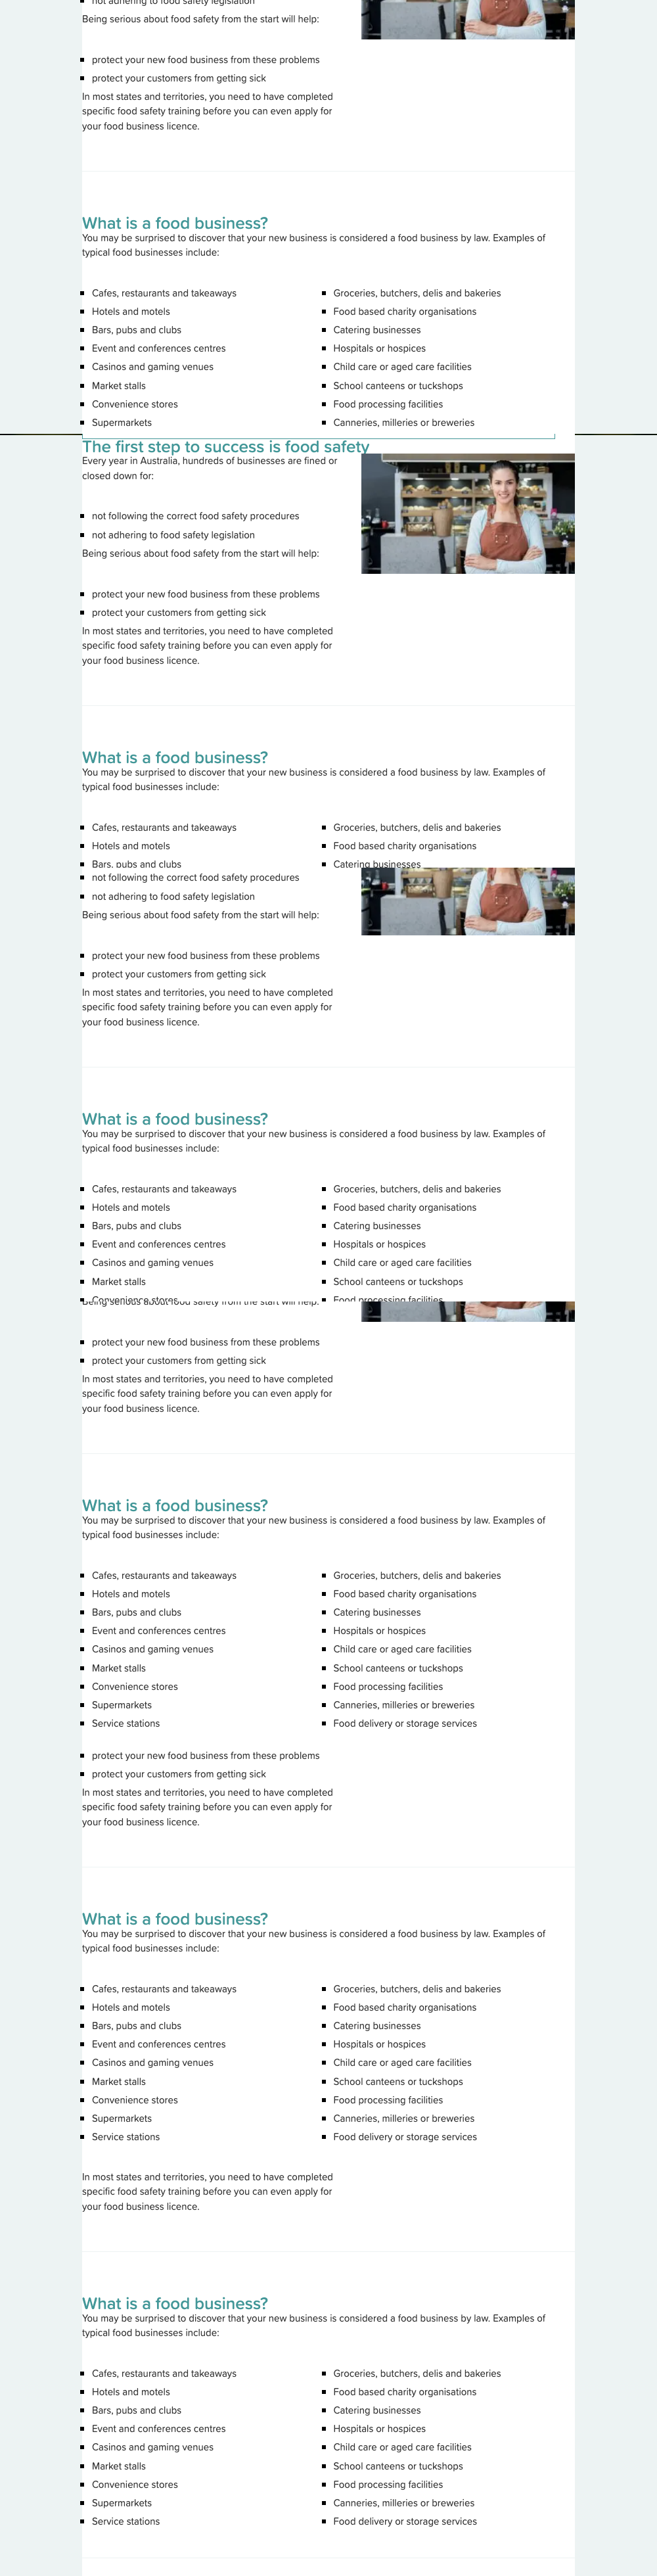 not adhering to food safety legislation
Being serious about food safety from the start will help:
protect your new food business from these problems
protect your customers from getting sick
In most states and territories, you need to have completed
specific food safety training before you can even apply for
your food business licence.
What is a food business?
You may be surprised to discover that your new business is considered a food business by law. Examples of
typical food businesses include:
Cafes, restaurants and takeaways
Hotels and motels
Bars, pubs and clubs
Event and conferences centres
Casinos and gaming venues
Market stalls
Convenience stores
Supermarkets
Groceries, butchers, delis and bakeries
Food based charity organisations
Catering businesses
Hospitals or hospices
Child care or aged care facilities
School canteens or tuckshops
Food processing facilities
Canneries, milleries or breweries
The first step to success is food safety
Every year in Australia, hundreds of businesses are fined or
closed down for:
not following the correct food safety procedures
not adhering to food safety legislation
Being serious about food safety from the start will help:
protect your new food business from these problems
protect your customers from getting sick
In most states and territories, you need to have completed
specific food safety training before you can even apply for
your food business licence.
What is a food business?
You may be surprised to discover that your new business is considered a food business by law. Examples of
typical food businesses include:
Cafes, restaurants and takeaways
Hotels and motels
Bars, pubs and clubs
Groceries, butchers, delis and bakeries
Food based charity organisations
Catering businesses
not following the correct food safety procedures
not adhering to food safety legislation
Being serious about food safety from the start will help:
protect your new food business from these problems
protect your customers from getting sick
In most states and territories, you need to have completed
specific food safety training before you can even apply for
your food business licence.
What is a food business?
You may be surprised to discover that your new business is considered a food business by law. Examples of
typical food businesses include:
Cafes, restaurants and takeaways
Hotels and motels
Bars, pubs and clubs
Event and conferences centres
Casinos and gaming venues
Market stalls
Convenience stores
Groceries, butchers, delis and bakeries
Food based charity organisations
Catering businesses
Hospitals or hospices
Child care or aged care facilities
School canteens or tuckshops
Food processing facilities
Being serious about food safety from the start will help:
protect your new food business from these problems
protect your customers from getting sick
In most states and territories, you need to have completed
specific food safety training before you can even apply for
your food business licence.
What is a food business?
You may be surprised to discover that your new business is considered a food business by law. Examples of
typical food businesses include:
Cafes, restaurants and takeaways
Hotels and motels
Bars, pubs and clubs
Event and conferences centres
Casinos and gaming venues
Market stalls
Convenience stores
Supermarkets
Service stations
Groceries, butchers, delis and bakeries
Food based charity organisations
Catering businesses
Hospitals or hospices
Child care or aged care facilities
School canteens or tuckshops
Food processing facilities
Canneries, milleries or breweries
Food delivery or storage services
protect your new food business from these problems
protect your customers from getting sick
In most states and territories, you need to have completed
specific food safety training before you can even apply for
your food business licence.
What is a food business?
You may be surprised to discover that your new business is considered a food business by law. Examples of
typical food businesses include:
Cafes, restaurants and takeaways
Hotels and motels
Bars, pubs and clubs
Event and conferences centres
Casinos and gaming venues
Market stalls
Convenience stores
Supermarkets
Service stations
Groceries, butchers, delis and bakeries
Food based charity organisations
Catering businesses
Hospitals or hospices
Child care or aged care facilities
School canteens or tuckshops
Food processing facilities
Canneries, milleries or breweries
Food delivery or storage services
In most states and territories, you need to have completed
specific food safety training before you can even apply for
your food business licence.
What is a food business?
You may be surprised to discover that your new business is considered a food business by law. Examples of
typical food businesses include:
Cafes, restaurants and takeaways
Hotels and motels
Bars, pubs and clubs
Event and conferences centres
Casinos and gaming venues
Market stalls
Convenience stores
Supermarkets
Service stations
Groceries, butchers, delis and bakeries
Food based charity organisations
Catering businesses
Hospitals or hospices
Child care or aged care facilities
School canteens or tuckshops
Food processing facilities
Canneries, milleries or breweries
Food delivery or storage services